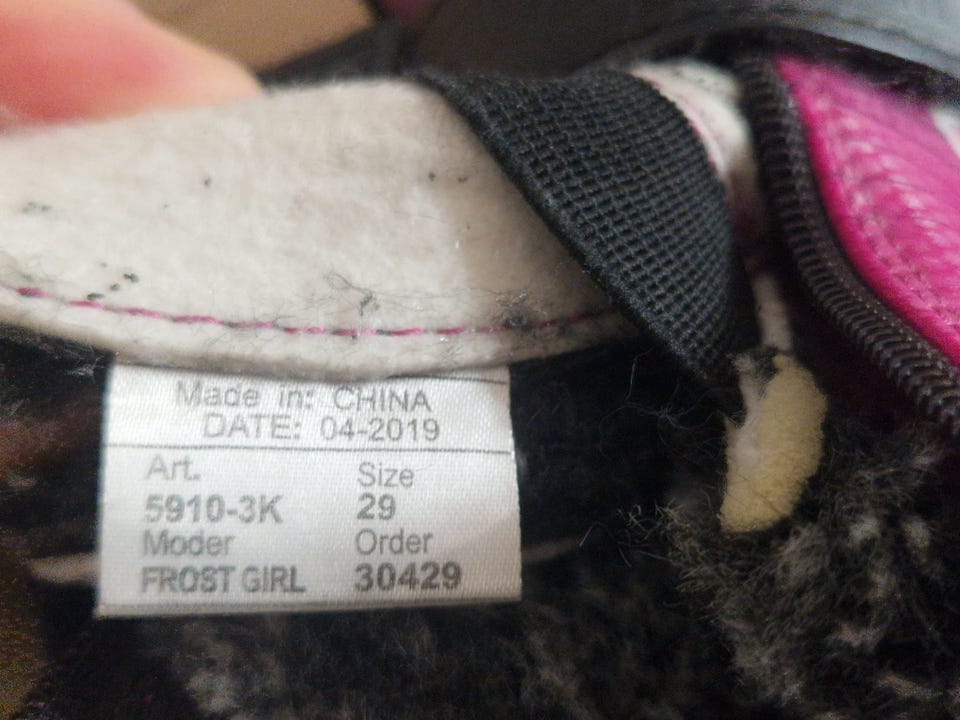 Made in: CHINA
DATE: 04-2019
Art. Size
5910-3K 29
Moder Order
FROST GIRL 30429